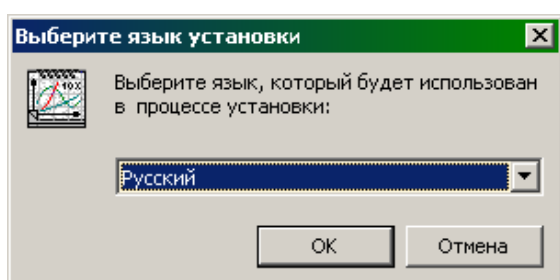 Выберите язык установки
Выберите язык, который будет использован
в процессе установки:
Русский
OK
Отмена